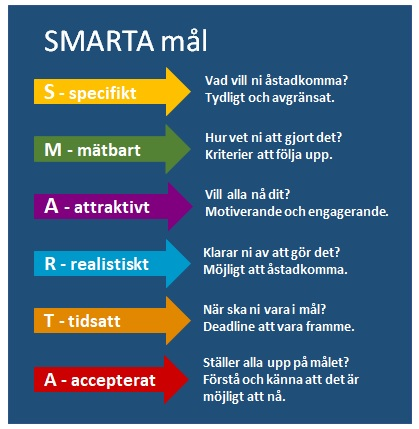 SMARTA mål
S - specifikt
Vad vill ni åstadkomma?
Tydligt och avgränsat.
M - mätbart
Hur vet ni att gjort det?
Kriterier att följa upp.
A - attraktivt
Vill alla nå dit?
Motiverande och engagerande.
R - realistiskt
Klarar ni av att gör det?
Möjligt att åstadkomma.
T - tidsatt
När ska ni vara i mål?
Deadline att vara framme.
A - accepterat
Ställer alla upp på målet?
Förstå och känna att det är
möjligt att nå.